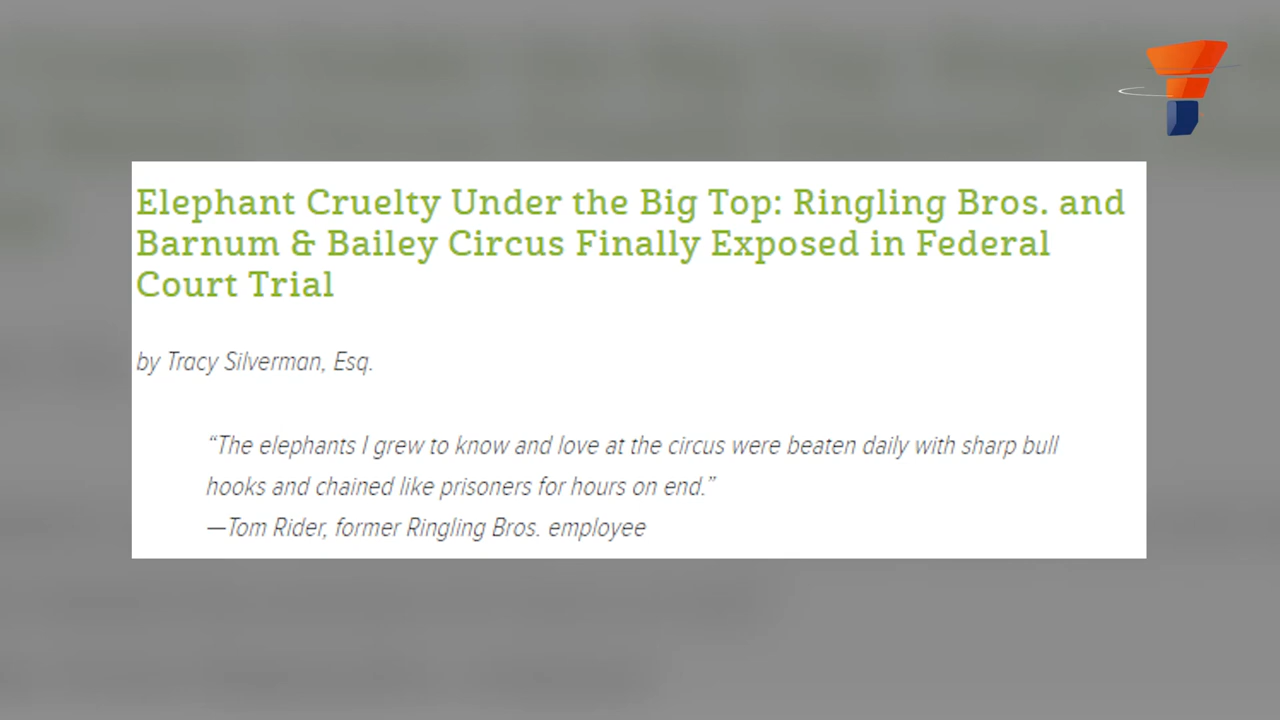 Elephant Cruelty Under the Big Top: Ringling Bros. and
Barnum & Bailey Circus Finally Exposed in Federal
Court Trial
by Tracy Silverman, Esq.
“The elephants I grew to know and love at the circus were beaten daily with sharp bull
hooks and chained like prisoners for hours on end.”
—Tom Rider, former Ringling Bros. employee